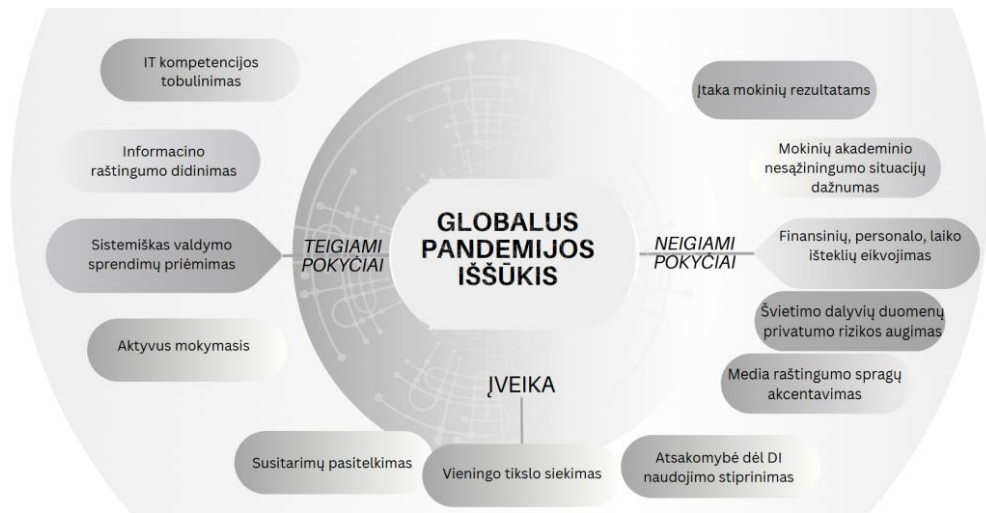 IT kompetencijos
tobulinimas
Informacino
raštingumo didinimas
Sistemiškas valdymo
sprendimų priėmimas
Aktyvus mokymasis
TEIGIAMI
POKYČIAI
GLOBALUS
PANDEMIJOS
IŠŠŪKIS
NEIGIAMI
POKYČIAI
Įtaka mokinių rezultatams
Mokinių akademinio
nesąžiningumo situacijų
dažnumas
Finansinių, personalo, laiko
išteklių eikvojimas
Švietimo dalyvių duomenų
privatumo rizikos augimas
Media raštingumo spragų
akcentavimas
ĮVEIKA
Susitarimų pasitelkimas
Vieningo tikslo siekimas
Atsakomybė dėl DI
naudojimo stiprinimas